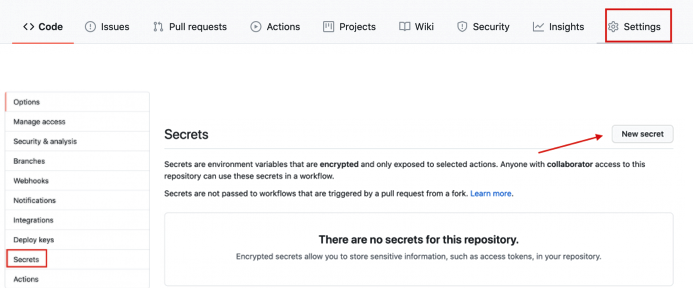 Code Issues Pull requests Actions Projects Wiki Security Insights Settings
Options
Manage access
Security & analysis
Branches
Webhooks
Notifications
Integrations
Deploy keys
Secrets
Actions
Secrets
New secret
Secrets are environment variables that are encrypted and only exposed to selected actions. Anyone with collaborator access to this
repository can use these secrets in a workflow.
Secrets are not passed to workflows that are triggered by a pull request from a fork. Learn more.
There are no secrets for this repository.
Encrypted secrets allow you to store sensitive information, such as access tokens, in your repository.